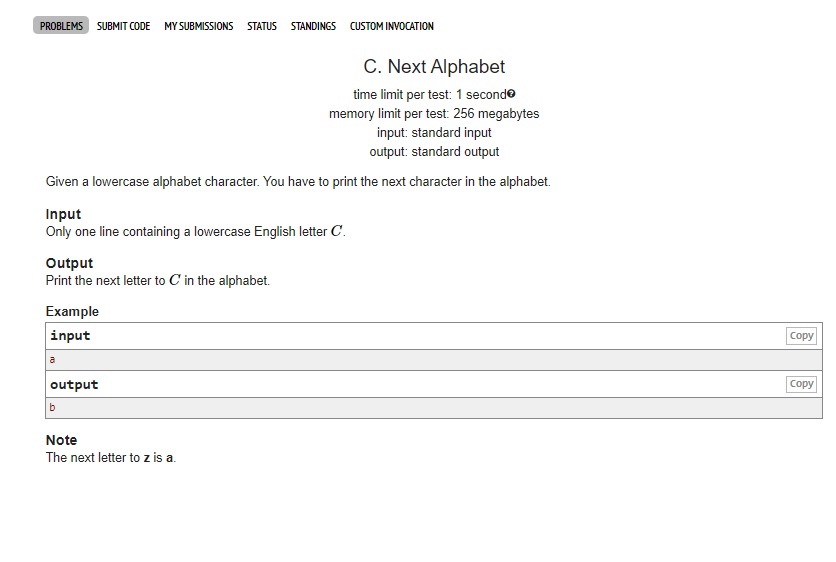 PROBLEMS SUBMIT CODE MY SUBMISSIONS STATUS STANDINGS CUSTOM INVOCATION
C. Next Alphabet
time limit per test: 1 second?
memory limit per test: 256 megabytes
input: standard input
output: standard output
Given a lowercase alphabet character. You have to print the next character in the alphabet.
Input
Only one line containing a lowercase English letter C.
Output
Print the next letter to C in the alphabet.
Example
input Copy
a
output Copy
b
Note
The next letter to z is a.